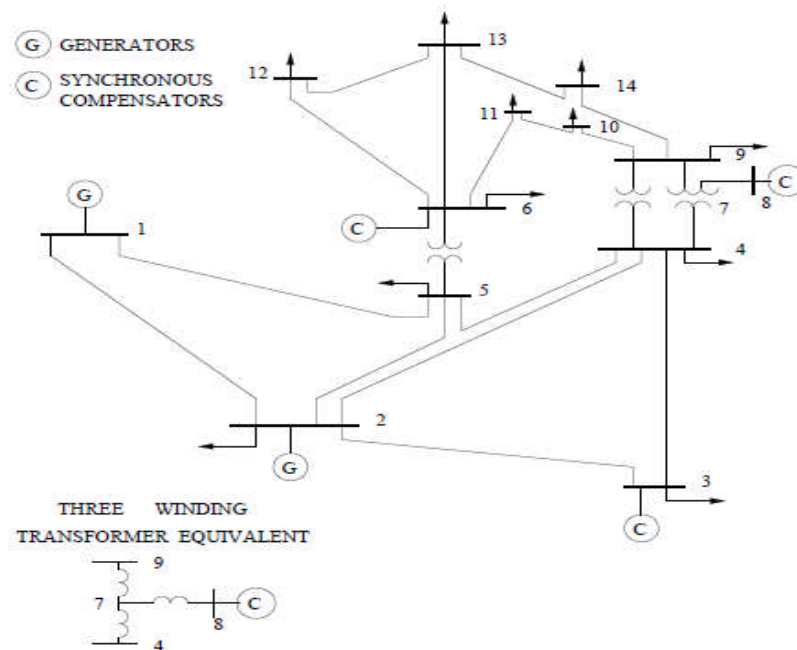 G GENERATORS
C SYNCHRONOUS
COMPENSATORS
13
12
14
11
10
9
G
C
6
7
8
C
1
4
5
2
G
3
C
THREE WINDING
TRANSFORMER EQUIVALENT
9
7
8
C
4